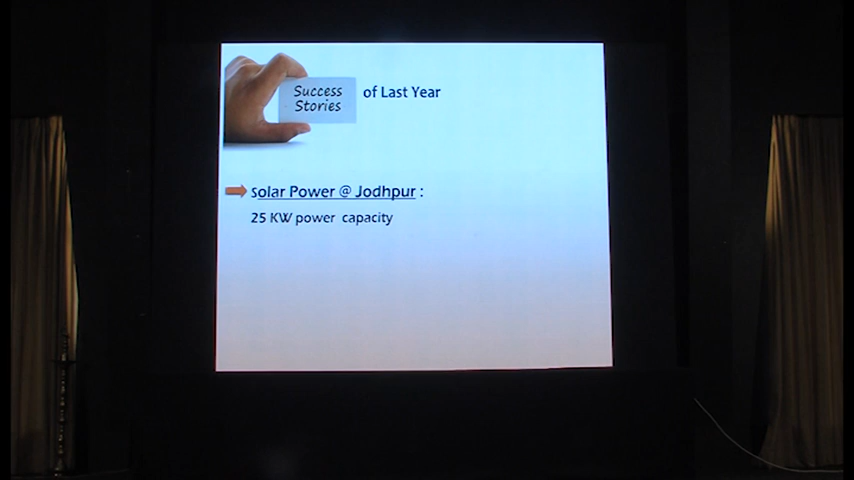 Success
Stories
of Last Year
solar Power @ Jodhpur :
25 KW power capacity